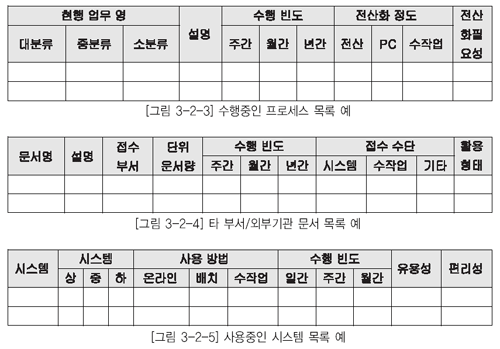 현행 업무 명 설명 수행 빈도 전산화 정도 전산화필요성
대분류 중분류 소분류 주간 월간 년간 전산 PC 수작업
[그림 3-2-3] 수행중인 프로세스 목록 예
문서명 설명 접수부서 단위운서량 수행 빈도 접수 수단 활용형태
주간 월간 년간 시스템 수작업 기타
[그림 3-2-4] 타 부서/외부기관 문서 목록 예
시스템 시스템 사용 방법 수행 빈도 유용성 편리성
상 중 하 온라인 배치 수작업 일간 주간 월간
[그림 3-2-5] 사용중인 시스템 목록 예